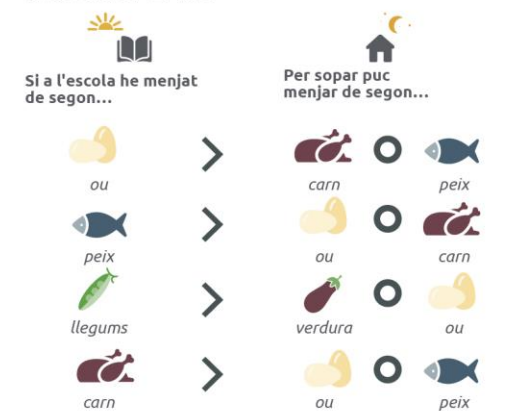 Si a l'escola he menjat
de segon...
Per sopar puc
menjar de segon...
ou
carn
peix
peix
ou
carn
llegums
verdura
ou
carn
ou
peix